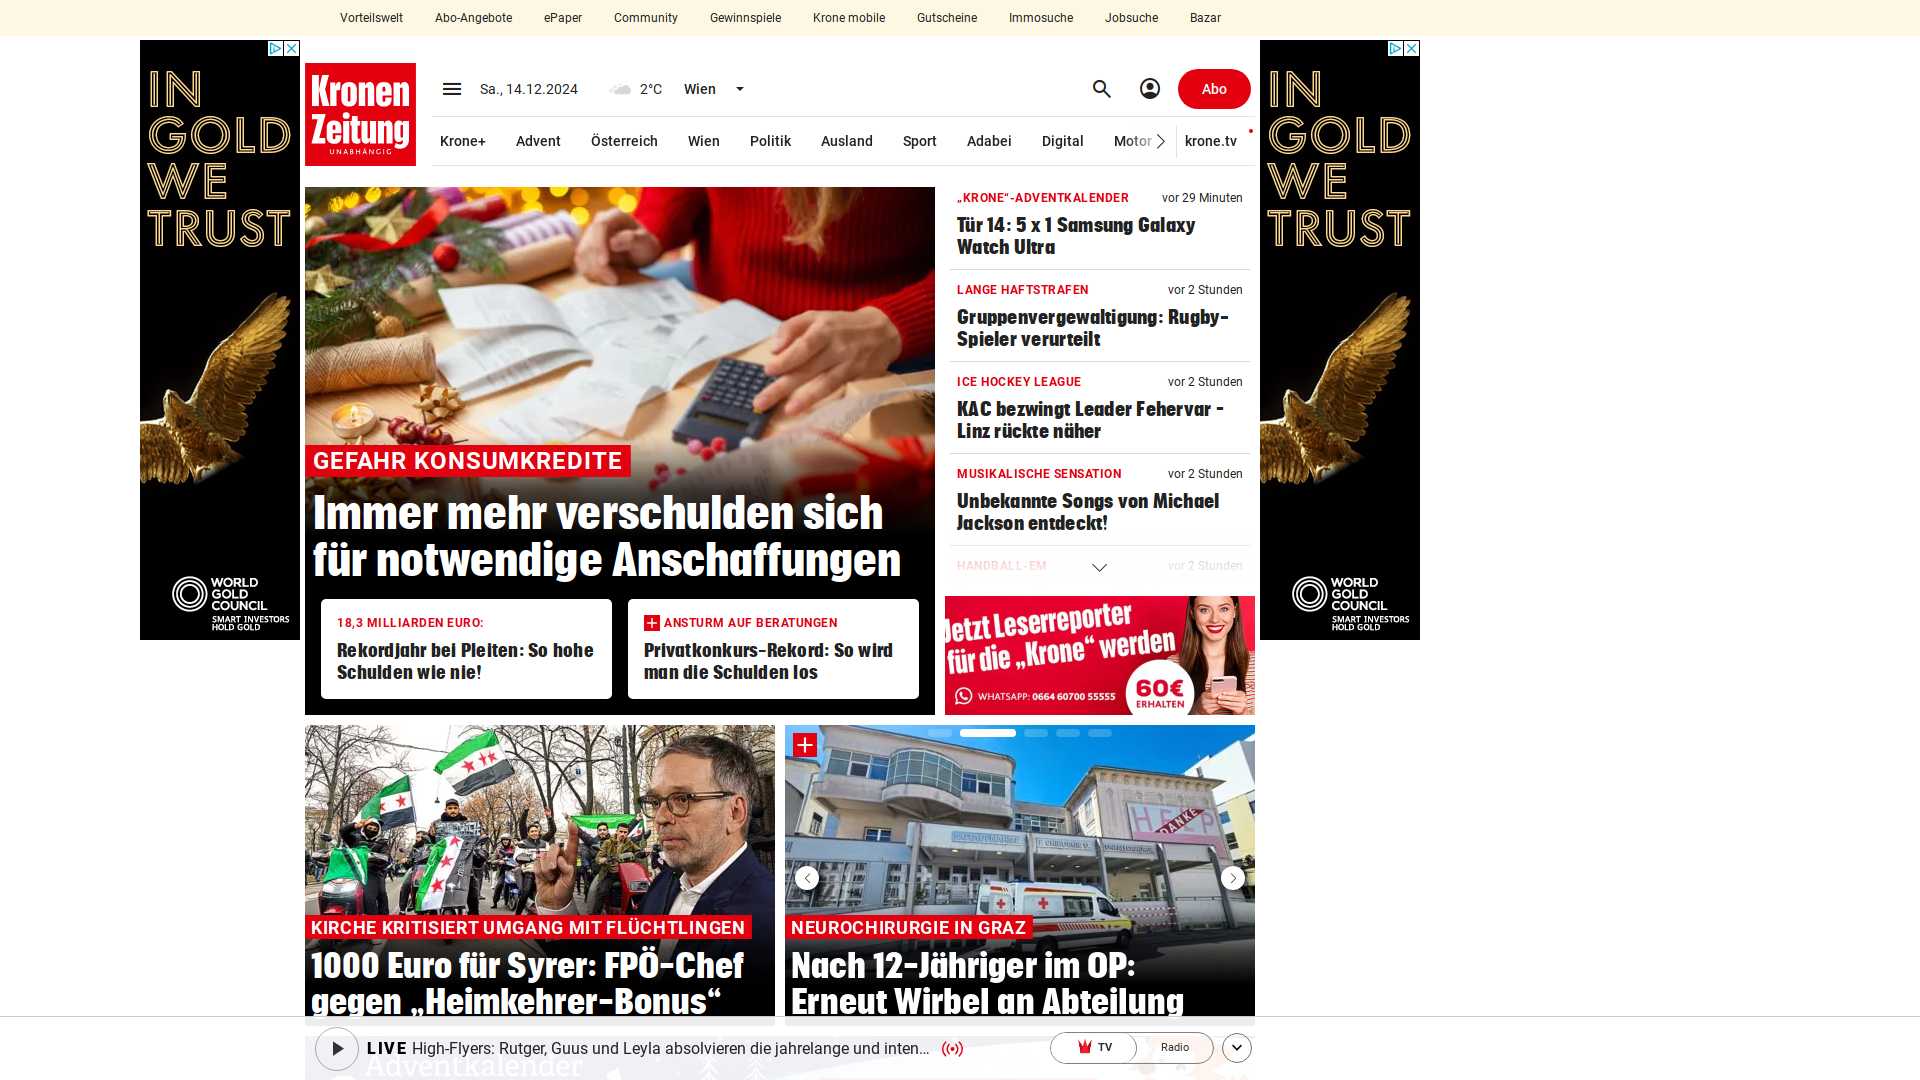 Vorteilswelt
Abo-Angebote
ePaper
Community
Gewinnspiele
Krone mobile
Gutscheine
Immosuche
Jobsuche
Bazar
IN
GOLD
WE
TRUST
WORLD
GOLD
COUNCIL
SMART INVESTORS
HOLD GOLD
Kronen
Zeitung
UNABHÄNGIG
Sa., 14.12.2024
2°C
Wien
Abo
Krone+
Advent
Österreich
Wien
Politik
Ausland
Sport
Adabei
Digital
Motor
krone.tv
GEFAHR KONSUMKREDITE
Immer mehr verschulden sich
für notwendige Anschaffungen
18,3 MILLIARDEN EURO:
Rekordjahr bei Pleiten: So hohe
Schulden wie nie!
ANSTURM AUF BERATUNGEN
Privatkonkurs-Rekord: So wird
man die Schulden los
„KRONE“-ADVENTKALENDER
vor 29 Minuten
Tür 14: 5 x 1 Samsung Galaxy
Watch Ultra
LANGE HAFTSTRAFEN
vor 2 Stunden
Gruppenvergewaltigung: Rugby-
Spieler verurteilt
ICE HOCKEY LEAGUE
vor 2 Stunden
KAC bezwingt Leader Fehervar -
Linz rückte näher
MUSIKALISCHE SENSATION
vor 2 Stunden
Unbekannte Songs von Michael
Jackson entdeckt!
HANDBALL-EM
vor 2 Stunden
Jetzt Leserreporter
für die „Krone“ werden
WHATSAPP: 0664 60700 55555
60€
ERHALTEN
IN
GOLD
WE
TRUST
WORLD
GOLD
COUNCIL
SMART INVESTORS
HOLD GOLD
KIRCHE KRITISIERT UMGANG MIT FLÜCHTLINGEN
1000 Euro für Syrer: FPÖ-Chef
gegen „Heimkehrer-Bonus“
HELP
DANKE
NEUROCHIRURGIE IN GRAZ
Nach 12-Jähriger im OP:
Erneut Wirbel an Abteilung
LIVE High-Flyers: Rutger, Guus und Leyla absolvieren die jahrelange und inten...
TV
Radio
Adventkalender